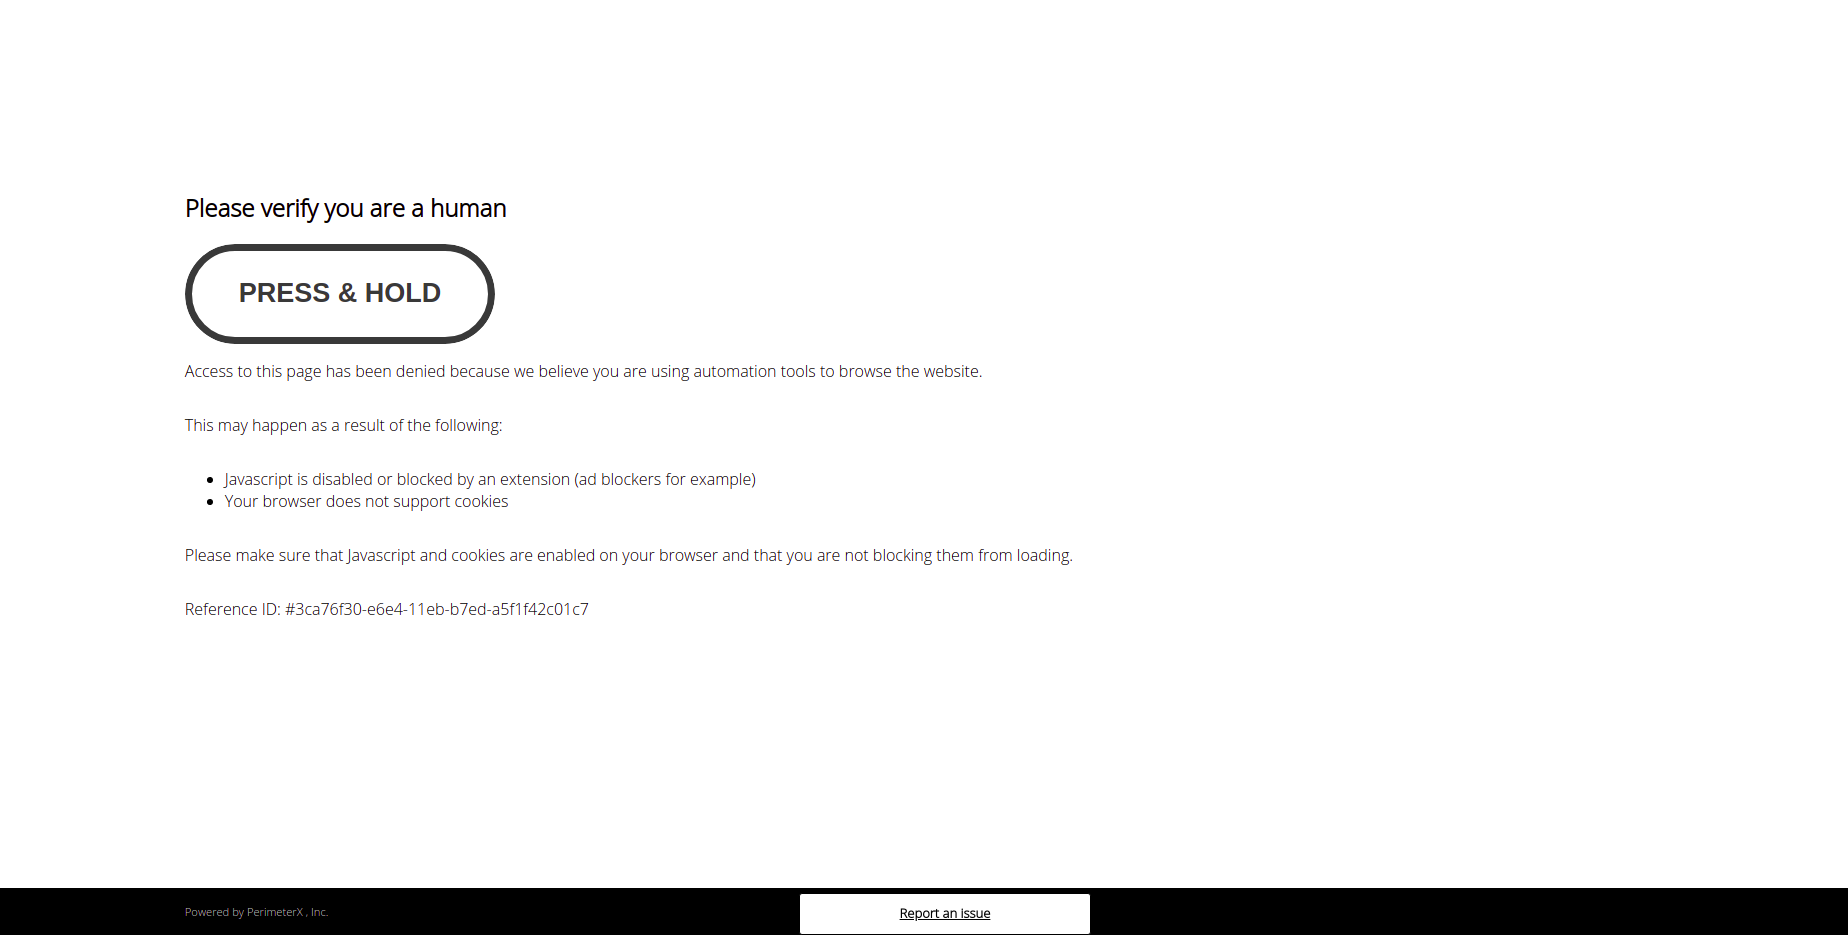 Please verify you are a human
PRESS & HOLD
Access to this page has been denied because we believe you are using automation tools to browse the website.
This may happen as a result of the following:
Javascript is disabled or blocked by an extension (ad blockers for example)
Your browser does not support cookies
Please make sure that Javascript and cookies are enabled on your browser and that you are not blocking them from loading.
Reference ID: #3ca76f30-e6e4-11eb-b7ed-a5f1f42c01c7
Powered by PerimeterX , Inc.
Report an issue